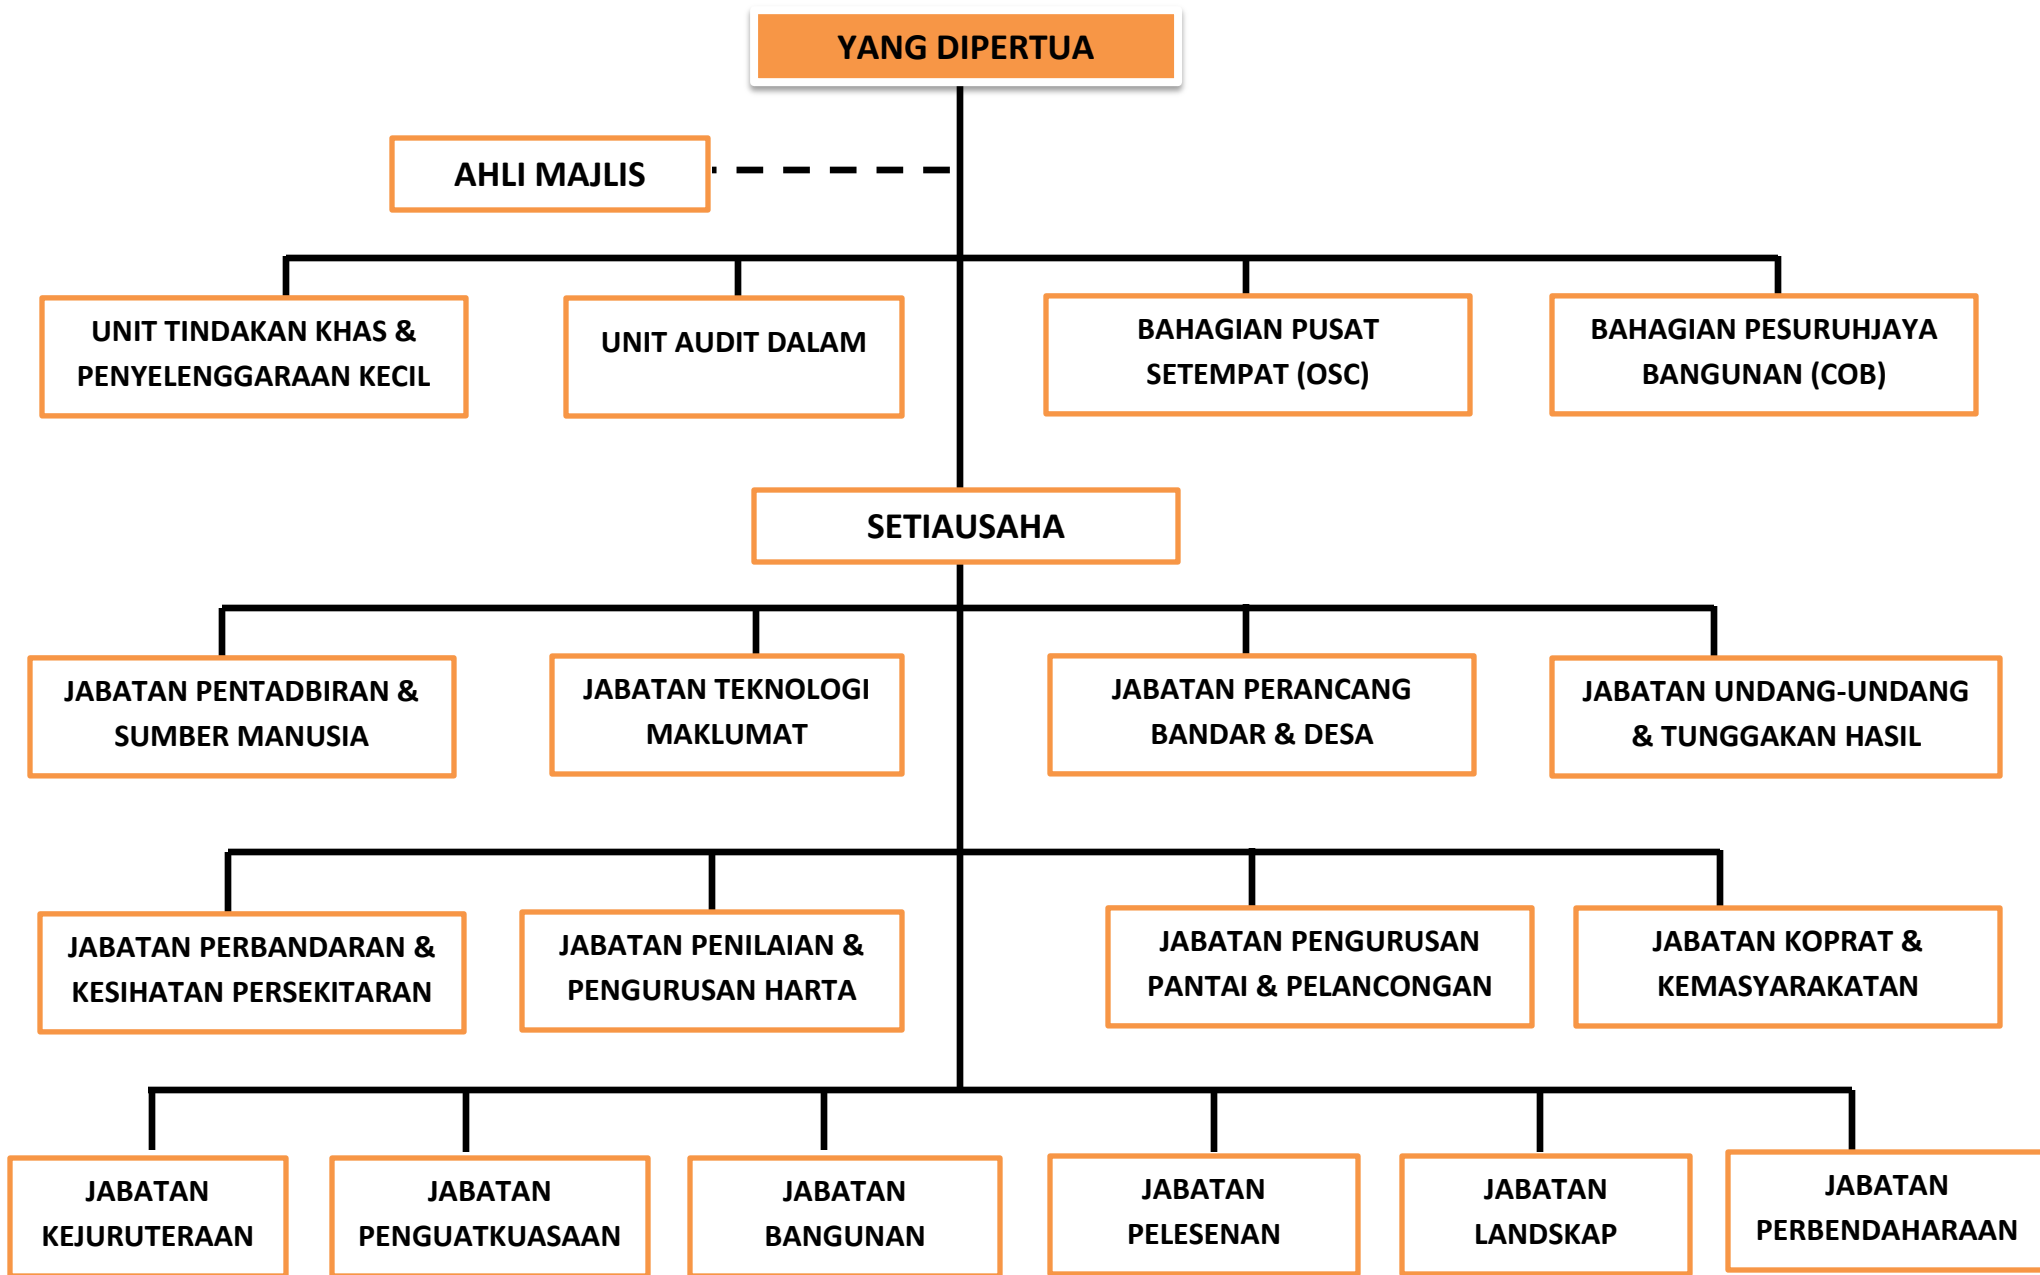 YANG DIPERTUA
AHLI MAJLIS
UNIT TINDAKAN KHAS &
PENYELENGGARAAN KECIL
UNIT AUDIT DALAM
BAHAGIAN PUSAT
SETEMPAT (OSC)
BAHAGIAN PESURUHJAYA
BANGUNAN (COB)
SETIAUSAHA
JABATAN PENTADBIRAN &
SUMBER MANUSIA
JABATAN TEKNOLOGI
MAKLUMAT
JABATAN PERANCANG
BANDAR & DESA
JABATAN UNDANG-UNDANG
& TUNGGAKAN HASIL
JABATAN PERBANDARAN &
KESIHATAN PERSEKITARAN
JABATAN PENILAIAN &
PENGURUSAN HARTA
JABATAN PENGURUSAN
PANTAI & PELANCONGAN
JABATAN KOPRAT &
KEMASYARAKATAN
JABATAN
KEJURUTERAAN
JABATAN
PENGUATKUASAAN
JABATAN
BANGUNAN
JABATAN
PELESENAN
JABATAN
LANDSKAP
JABATAN
PERBENDAHARAAN